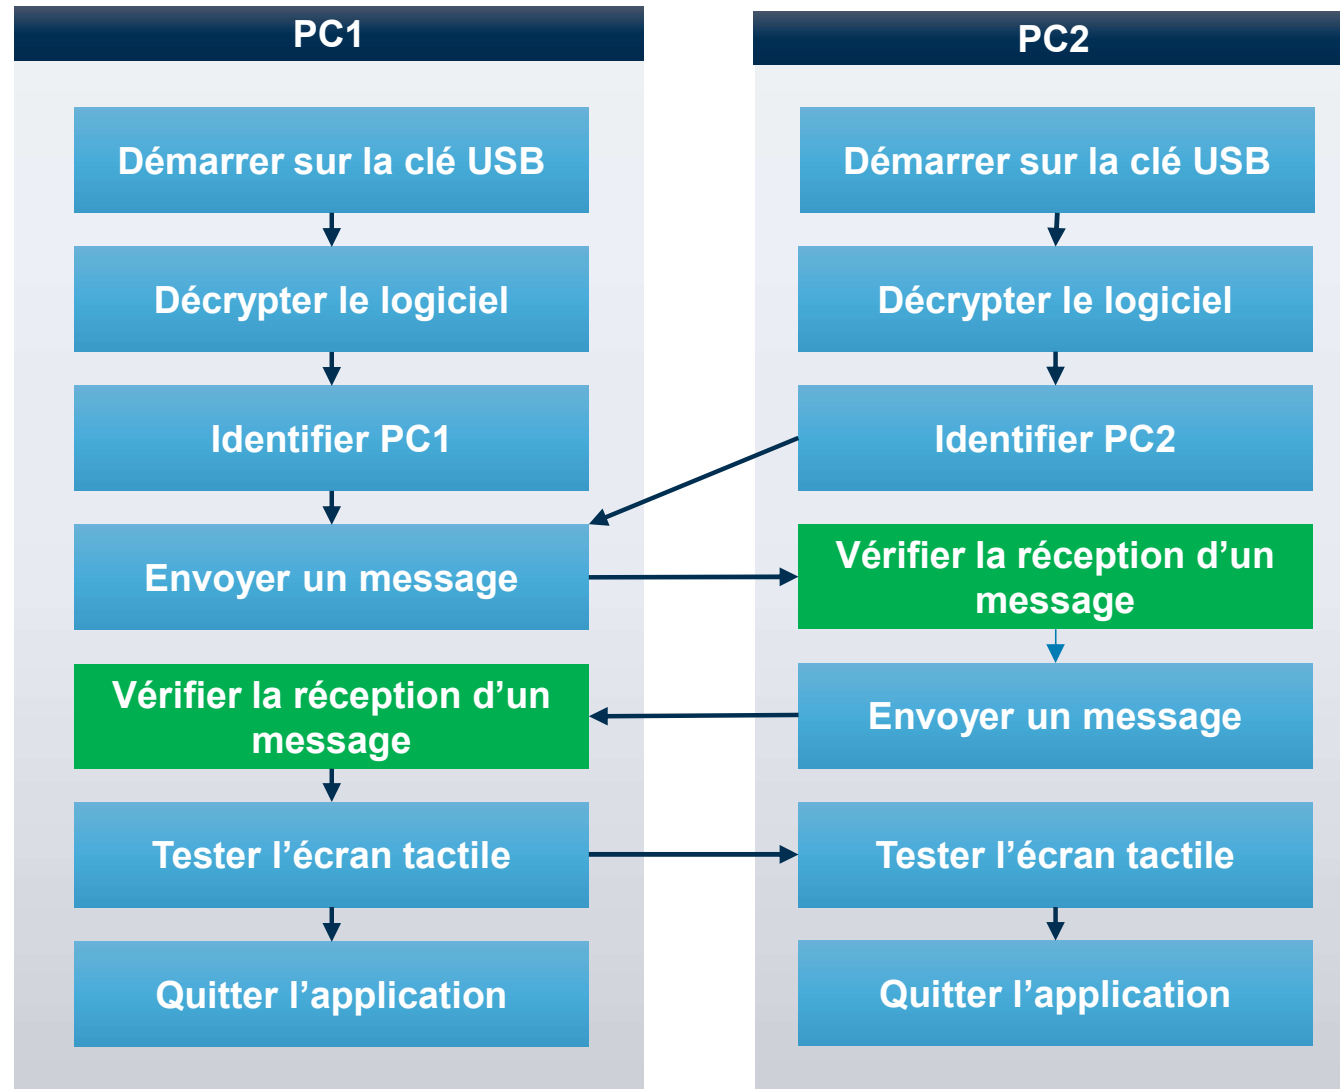 PC1
Démarrer sur la clé USB
Décrypter le logiciel
Identifier PC1
Envoyer un message
Vérifier la réception d’un
message
Tester l’écran tactile
Quitter l’application
PC2
Démarrer sur la clé USB
Décrypter le logiciel
Identifier PC2
Vérifier la réception d’un
message
Envoyer un message
Tester l’écran tactile
Quitter l’application